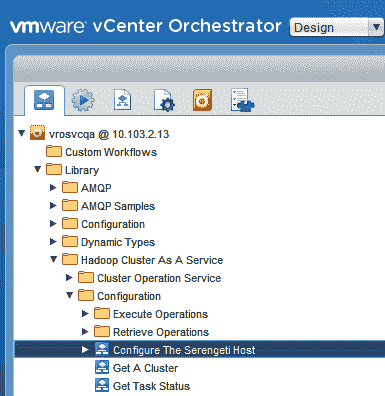 vmware vCenter Orchestrator Design
vrosvcqa @ 10.103.2.13
Custom Workflows
Library
AMQP
AMQP Samples
Configuration
Dynamic Types
Hadoop Cluster As A Service
Cluster Operation Service
Configuration
Execute Operations
Retrieve Operations
Configure The Serengeti Host
Get A Cluster
Get Task Status